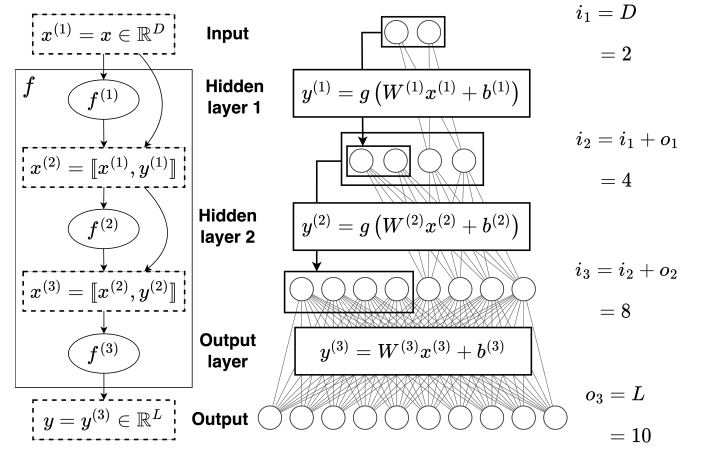 x^{(1)} = x ∈ ℝ^D
Input
i_1 = D
= 2
f
f^{(1)}
Hidden
layer 1
y^{(1)} = g (W^{(1)}x^{(1)} + b^{(1)})
x^{(2)} = ⟦x^{(1)}, y^{(1)}⟧
i_2 = i_1 + o_1
= 4
f^{(2)}
Hidden
layer 2
y^{(2)} = g (W^{(2)}x^{(2)} + b^{(2)})
x^{(3)} = ⟦x^{(2)}, y^{(2)}⟧
i_3 = i_2 + o_2
= 8
f^{(3)}
Output
layer
y^{(3)} = W^{(3)}x^{(3)} + b^{(3)}
y = y^{(3)} ∈ ℝ^L
Output
o_3 = L
= 10